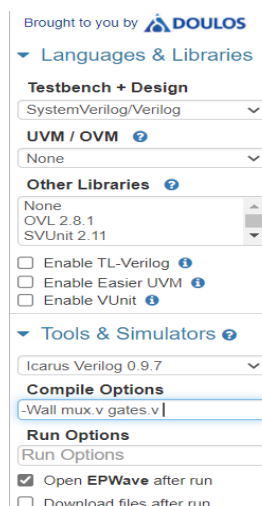 Brought to you by DOULOS
Languages & Libraries
Testbench + Design
SystemVerilog/Verilog
UVM / OVM
None
Other Libraries
None
OVL 2.8.1
SVUnit 2.11
Enable TL-Verilog
Enable Easier UVM
Enable VUnit
Tools & Simulators
Icarus Verilog 0.9.7
Compile Options
-Wall mux.v gates.v
Run Options
Run Options
Open EPWave after run
Download files after run